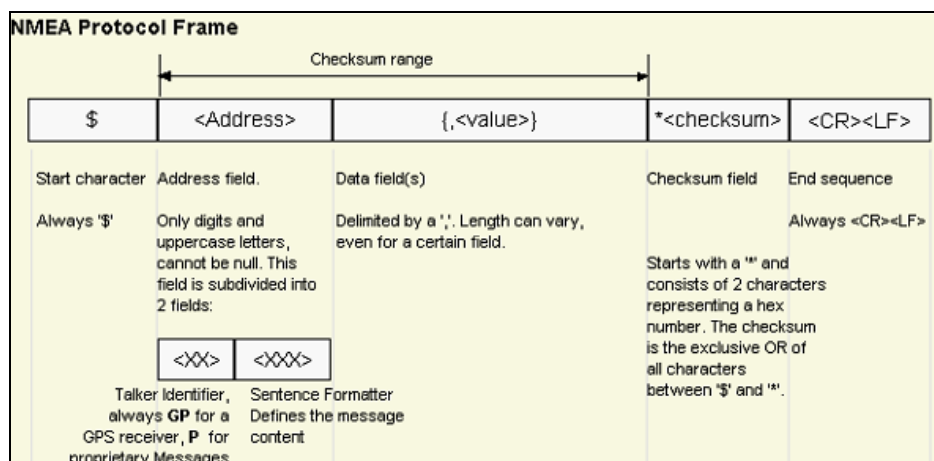 NMEA Protocol Frame
Checksum range
$ <Address> {,<value>} *<checksum> <CR><LF>
Start character
Always '$'
Address field.
Only digits and
uppercase letters,
cannot be null. This
field is subdivided into
2 fields:
<XX> <XXX>
Talker Identifier,
always GP for a
GPS receiver, P for
proprietary Messages
Sentence Formatter
Defines the message
content
Data field(s)
Delimited by a ','. Length can vary,
even for a certain field.
Checksum field
Starts with a '*' and
consists of 2 characters
representing a hex
number. The checksum
is the exclusive OR of
all characters
between '$' and '*'.
End sequence
Always <CR><LF>